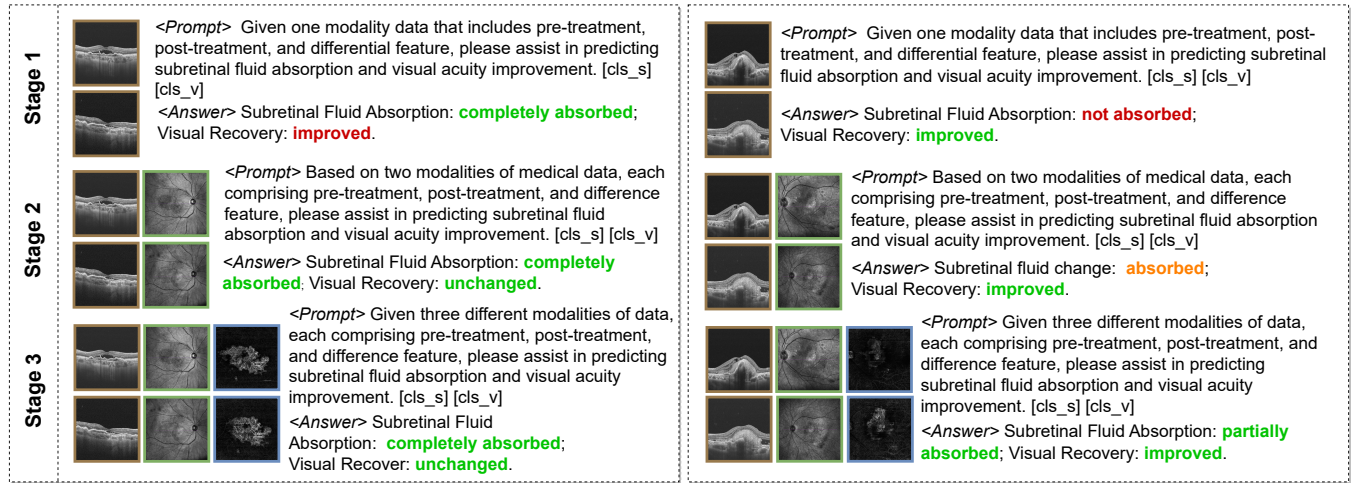 Stage 1
<Prompt> Given one modality data that includes pre-treatment,
post-treatment, and differential feature, please assist in predicting
subretinal fluid absorption and visual acuity improvement. [cls_s]
[cls_v]
<Answer> Subretinal Fluid Absorption: completely absorbed;
Visual Recovery: improved.
<Prompt> Given one modality data that includes pre-treatment, post-
treatment, and differential feature, please assist in predicting subretinal
fluid absorption and visual acuity improvement. [cls_s] [cls_v]
<Answer> Subretinal Fluid Absorption: not absorbed;
Visual Recovery: improved.
Stage 2
<Prompt> Based on two modalities of medical data, each
comprising pre-treatment, post-treatment, and difference
feature, please assist in predicting subretinal fluid
absorption and visual acuity improvement. [cls_s] [cls_v]
<Answer> Subretinal Fluid Absorption: completely
absorbed; Visual Recovery: unchanged.
<Prompt> Based on two modalities of medical data, each
comprising pre-treatment, post-treatment, and difference
feature, please assist in predicting subretinal fluid absorption
and visual acuity improvement. [cls_s] [cls_v]
<Answer> Subretinal fluid change: absorbed;
Visual Recovery: improved.
Stage 3
<Prompt> Given three different modalities of data,
each comprising pre-treatment, post-treatment,
and difference feature, please assist in predicting
subretinal fluid absorption and visual acuity
improvement. [cls_s] [cls_v]
<Answer> Subretinal Fluid
Absorption: completely absorbed;
Visual Recover: unchanged.
<Prompt> Given three different modalities of data,
each comprising pre-treatment, post-treatment, and
difference feature, please assist in predicting
subretinal fluid absorption and visual acuity
improvement. [cls_s] [cls_v]
<Answer> Subretinal Fluid Absorption: partially
absorbed; Visual Recovery: improved.